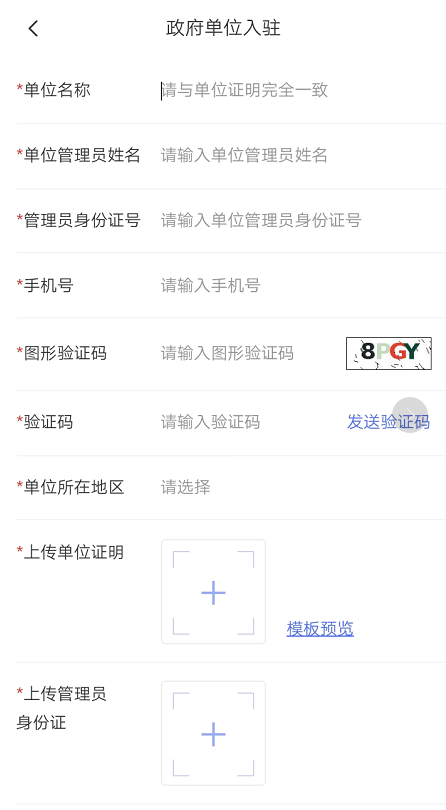 政府单位入驻
*单位名称 请与单位证明完全一致
*单位管理员姓名 请输入单位管理员姓名
*管理员身份证号 请输入单位管理员身份证号
*手机号 请输入手机号
*图形验证码 请输入图形验证码 8PGY
*验证码 请输入验证码 发送验证码
*单位所在地区 请选择
*上传单位证明
模板预览
*上传管理员
身份证